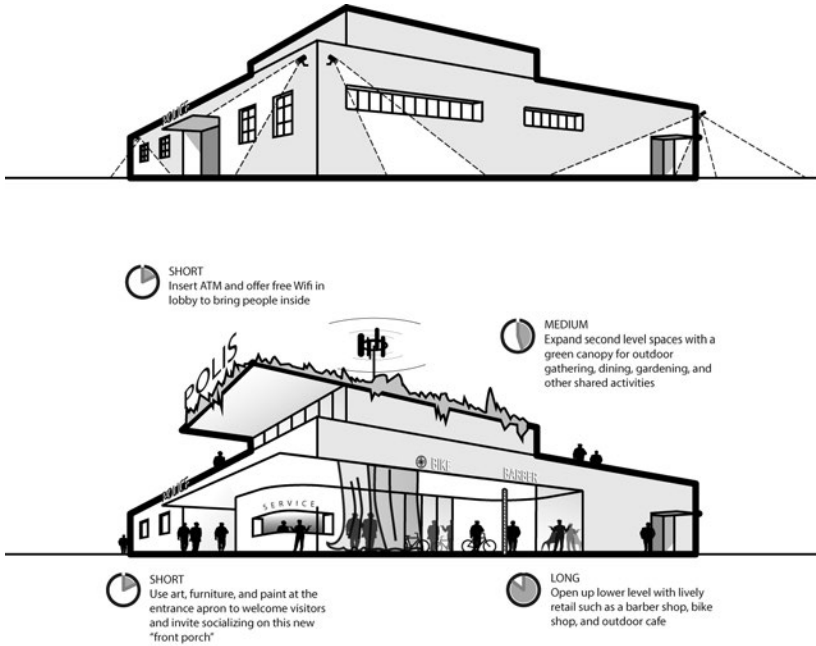 POLICE
SHORT
Insert ATM and offer free Wifi in
lobby to bring people inside
MEDIUM
Expand second level spaces with a
green canopy for outdoor
gathering, dining, gardening, and
other shared activities
POLIS
BIKE
BARBER
POLICE
SERVICE
SHORT
Use art, furniture, and paint at the
entrance apron to welcome visitors
and invite socializing on this new
"front porch"
LONG
Open up lower level with lively
retail such as a barber shop, bike
shop, and outdoor cafe